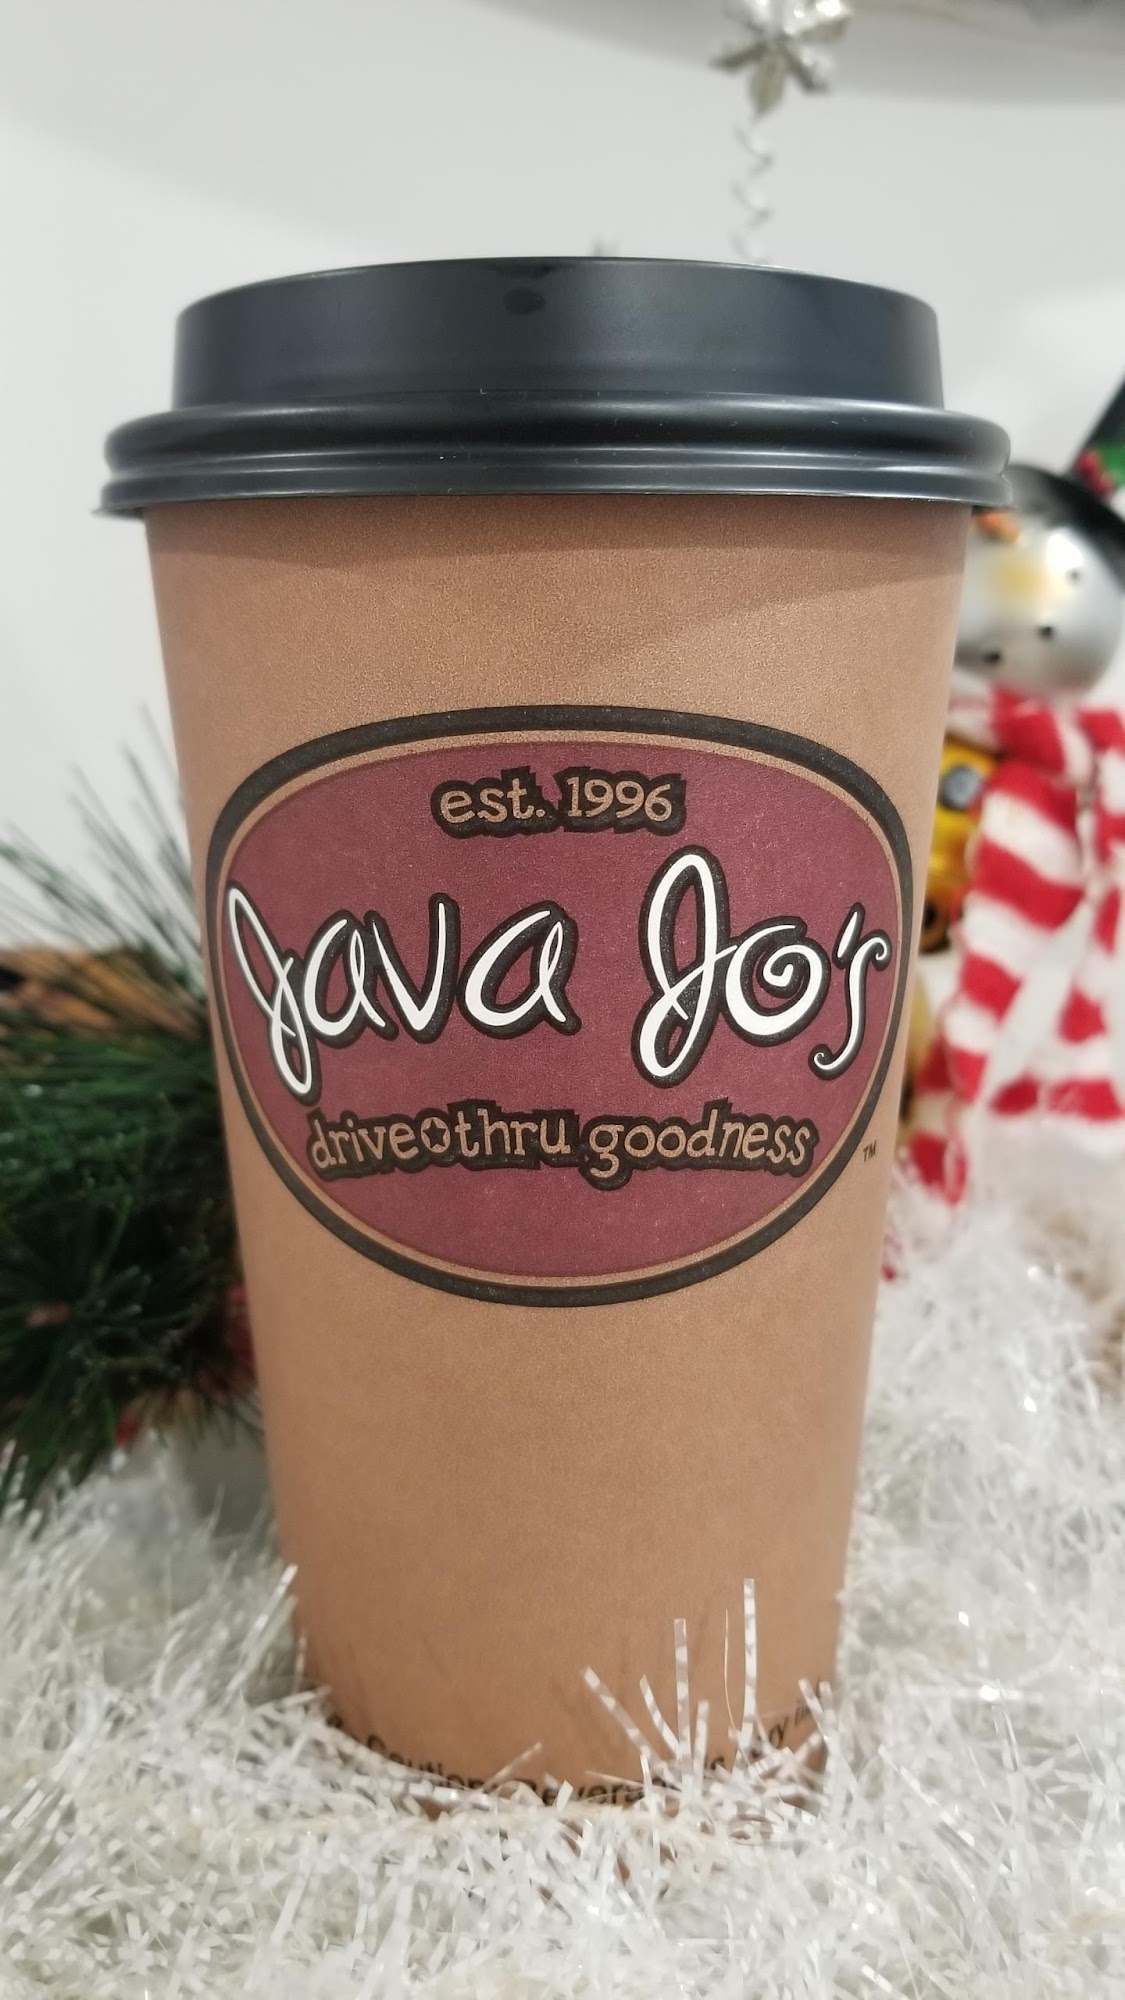 est. 1996
Java Jo's
drive thru goodness
TM